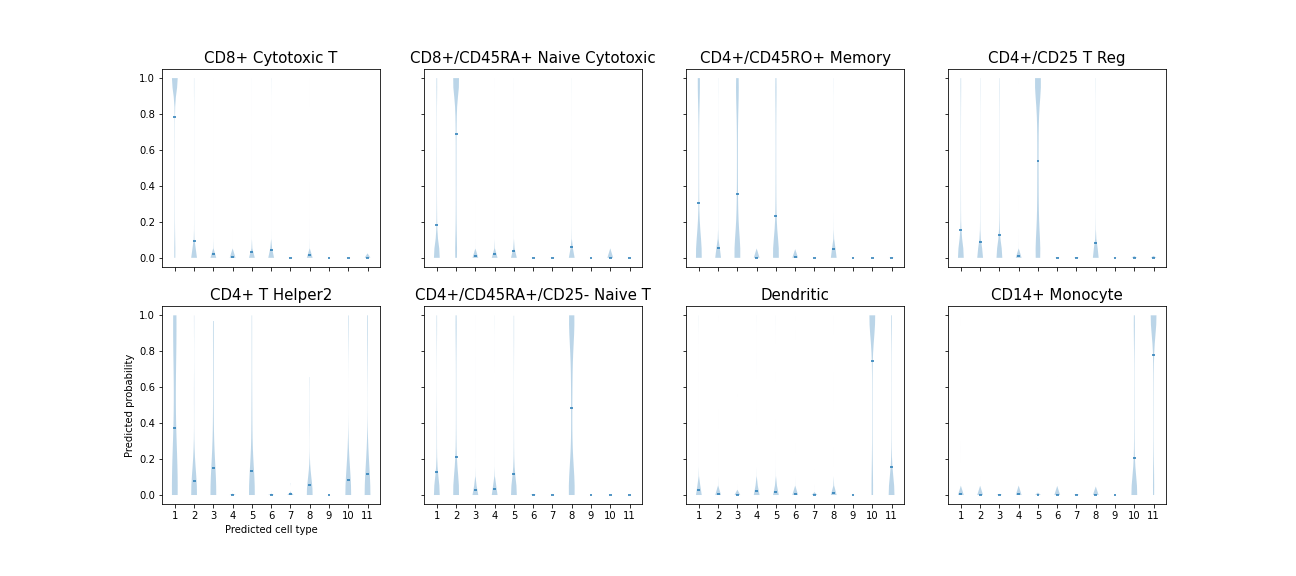 CD8+ Cytotoxic T
CD8+/CD45RA+ Naive Cytotoxic
CD4+/CD45RO+ Memory
CD4+/CD25 T Reg
1.0
0.8
0.6
0.4
0.2
0.0
CD4+ T Helper2
CD4+/CD45RA+/CD25- Naive T
Dendritic
CD14+ Monocyte
Predicted probability
1.0
0.8
0.6
0.4
0.2
0.0
1 2 3 4 5 6 7 8 9 10 11
1 2 3 4 5 6 7 8 9 10 11
1 2 3 4 5 6 7 8 9 10 11
1 2 3 4 5 6 7 8 9 10 11
Predicted cell type